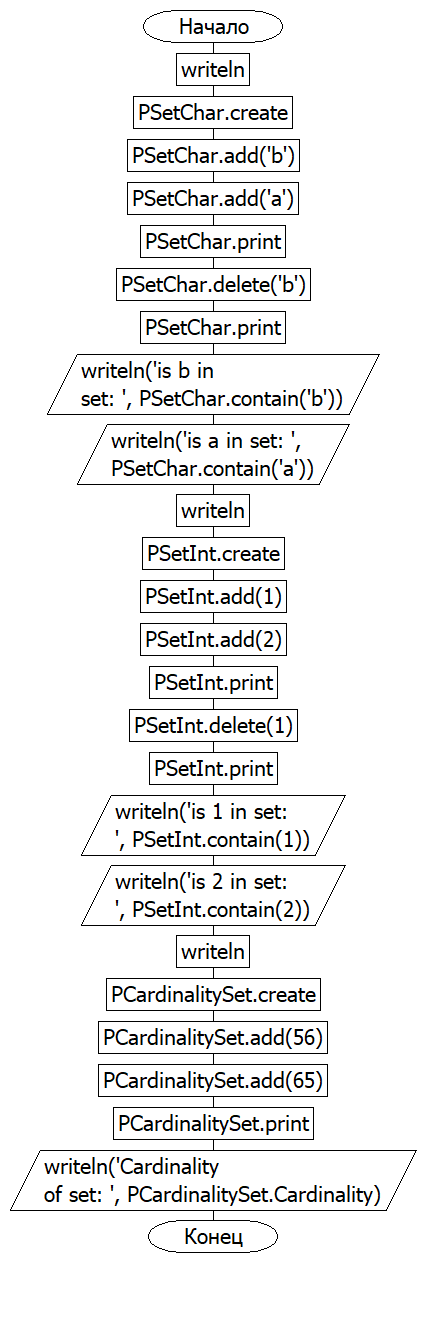 Начало
writeln
PSetChar.create
PSetChar.add('b')
PSetChar.add('a')
PSetChar.print
PSetChar.delete('b')
PSetChar.print
writeln('is b in
set: ', PSetChar.contain('b'))
writeln('is a in set: ',
PSetChar.contain('a'))
writeln
PSetInt.create
PSetInt.add(1)
PSetInt.add(2)
PSetInt.print
PSetInt.delete(1)
PSetInt.print
writeln('is 1 in set:
', PSetInt.contain(1))
writeln('is 2 in set:
', PSetInt.contain(2))
writeln
PCardinalitySet.create
PCardinalitySet.add(56)
PCardinalitySet.add(65)
PCardinalitySet.print
writeln('Cardinality
of set: ', PCardinalitySet.Cardinality)
Конец